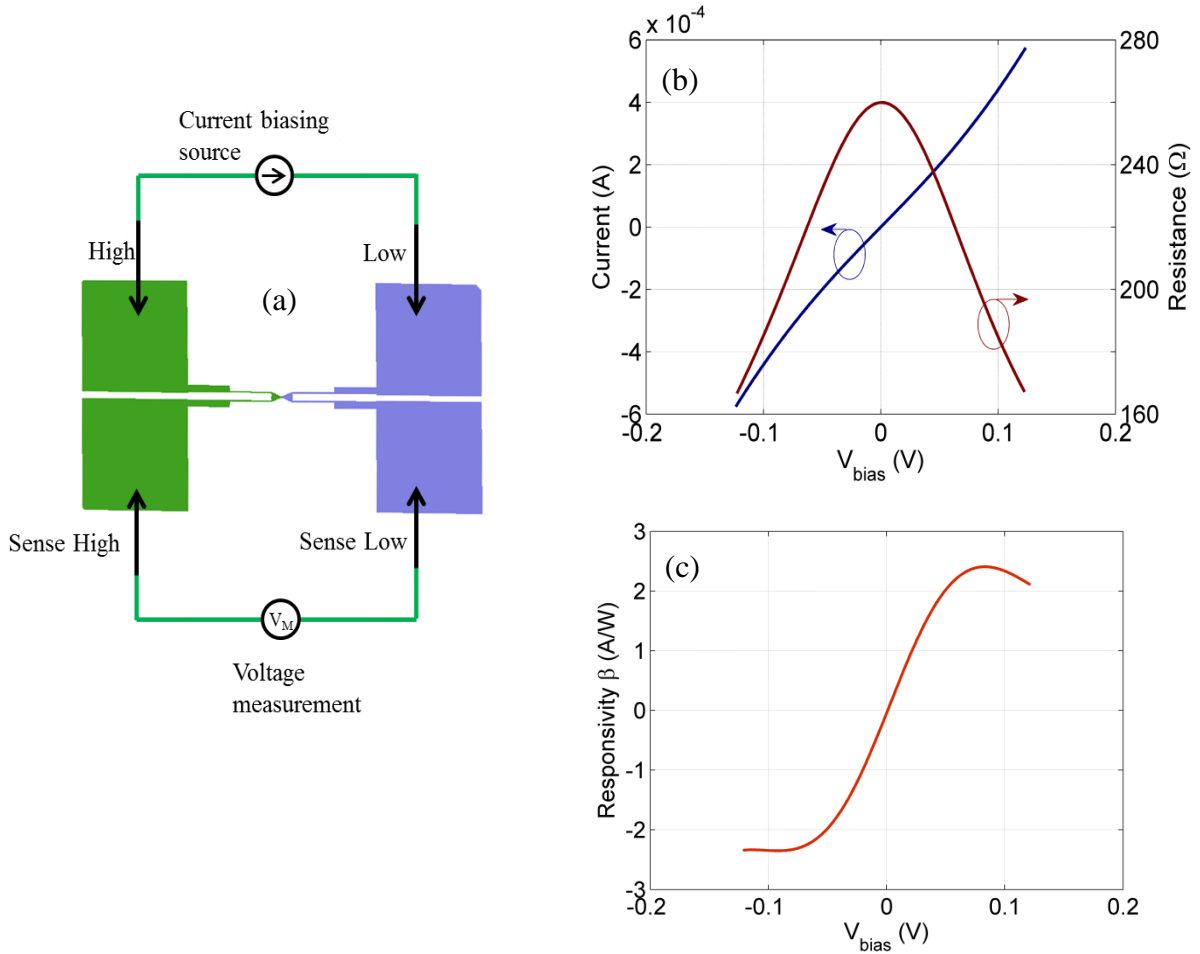 Current biasing
source
High
Low
(a)
Sense High
Sense Low
V_M
Voltage
measurement
x 10^-4
(b)
6
4
2
0
-2
-4
-6
Current (A)
280
240
200
160
Resistance (Ω)
-0.2 -0.1 0 0.1 0.2
V_bias (V)
(c)
3
2
1
0
-1
-2
-3
Responsivity β (A/W)
-0.2 -0.1 0 0.1 0.2
V_bias (V)